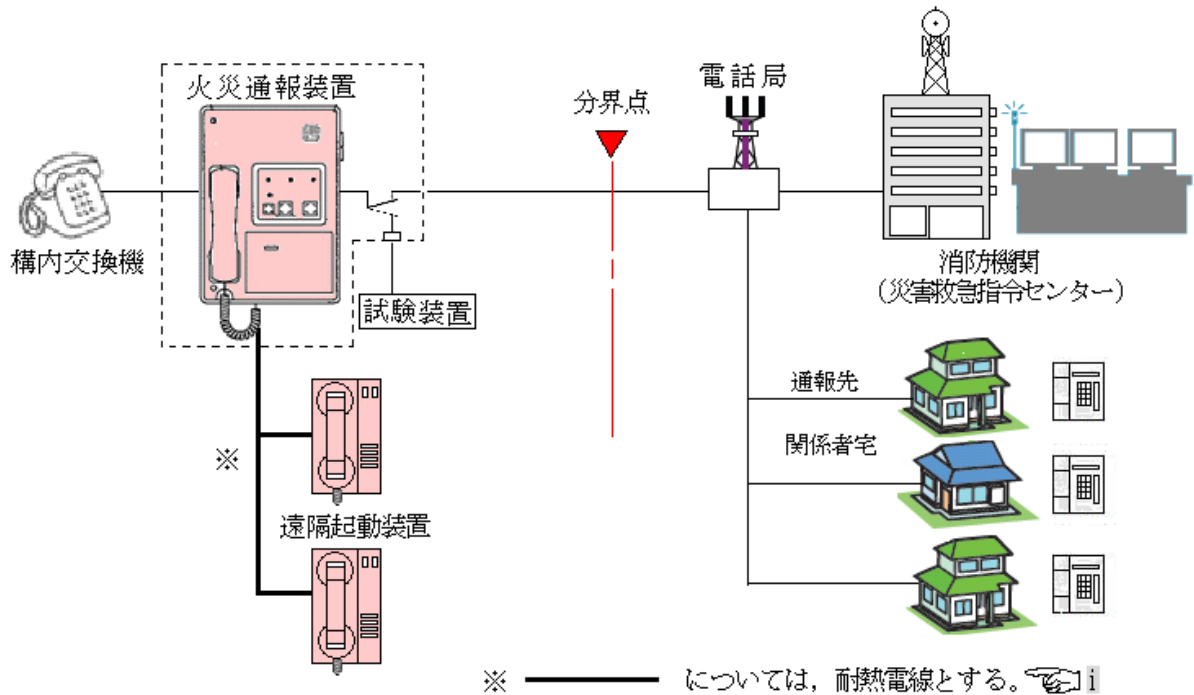 火災通報装置
電話局
分界点
構内交換機
試験装置
消防機関
（災害救急指令センター）
通報先
関係者宅
※
遠隔起動装置
※ については，耐熱電線とする。 i